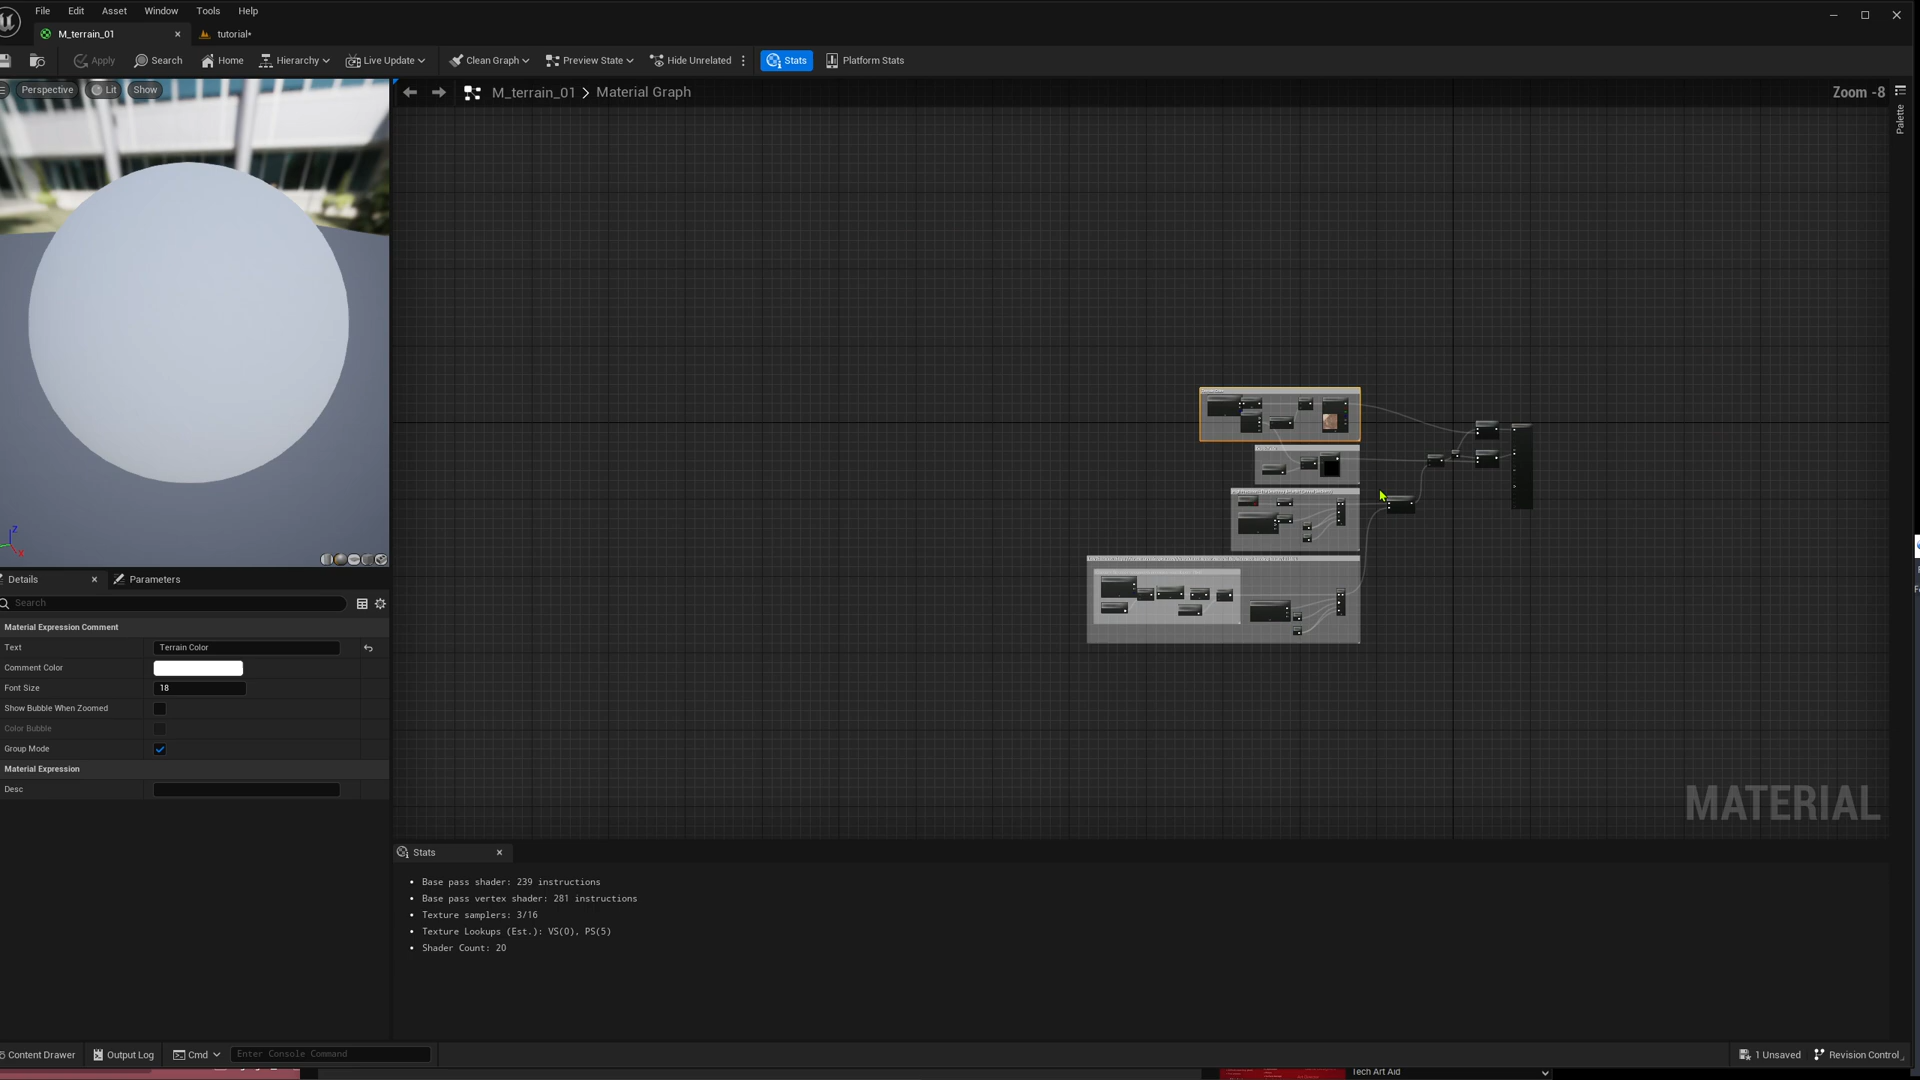 File Edit Asset Window Tools Help
M_terrain_01 tutorial*
Apply Search Home Hierarchy Live Update Clean Graph Preview State Hide Unrelated Stats Platform Stats
Perspective Lit Show
M_terrain_01 > Material Graph
Zoom -8
Palette
Z
X
Details Parameters
Search
Material Expression Comment
Text Terrain Color
Comment Color
Font Size 18
Show Bubble When Zoomed
Color Bubble
Group Mode
Material Expression
Desc
MATERIAL
Stats
• Base pass shader: 239 instructions
• Base pass vertex shader: 281 instructions
• Texture samplers: 3/16
• Texture Lookups (Est.): VS(0), PS(5)
• Shader Count: 20
Content Drawer Output Log Cmd Enter Console Command
1 Unsaved Revision Control
Tech Art Aid